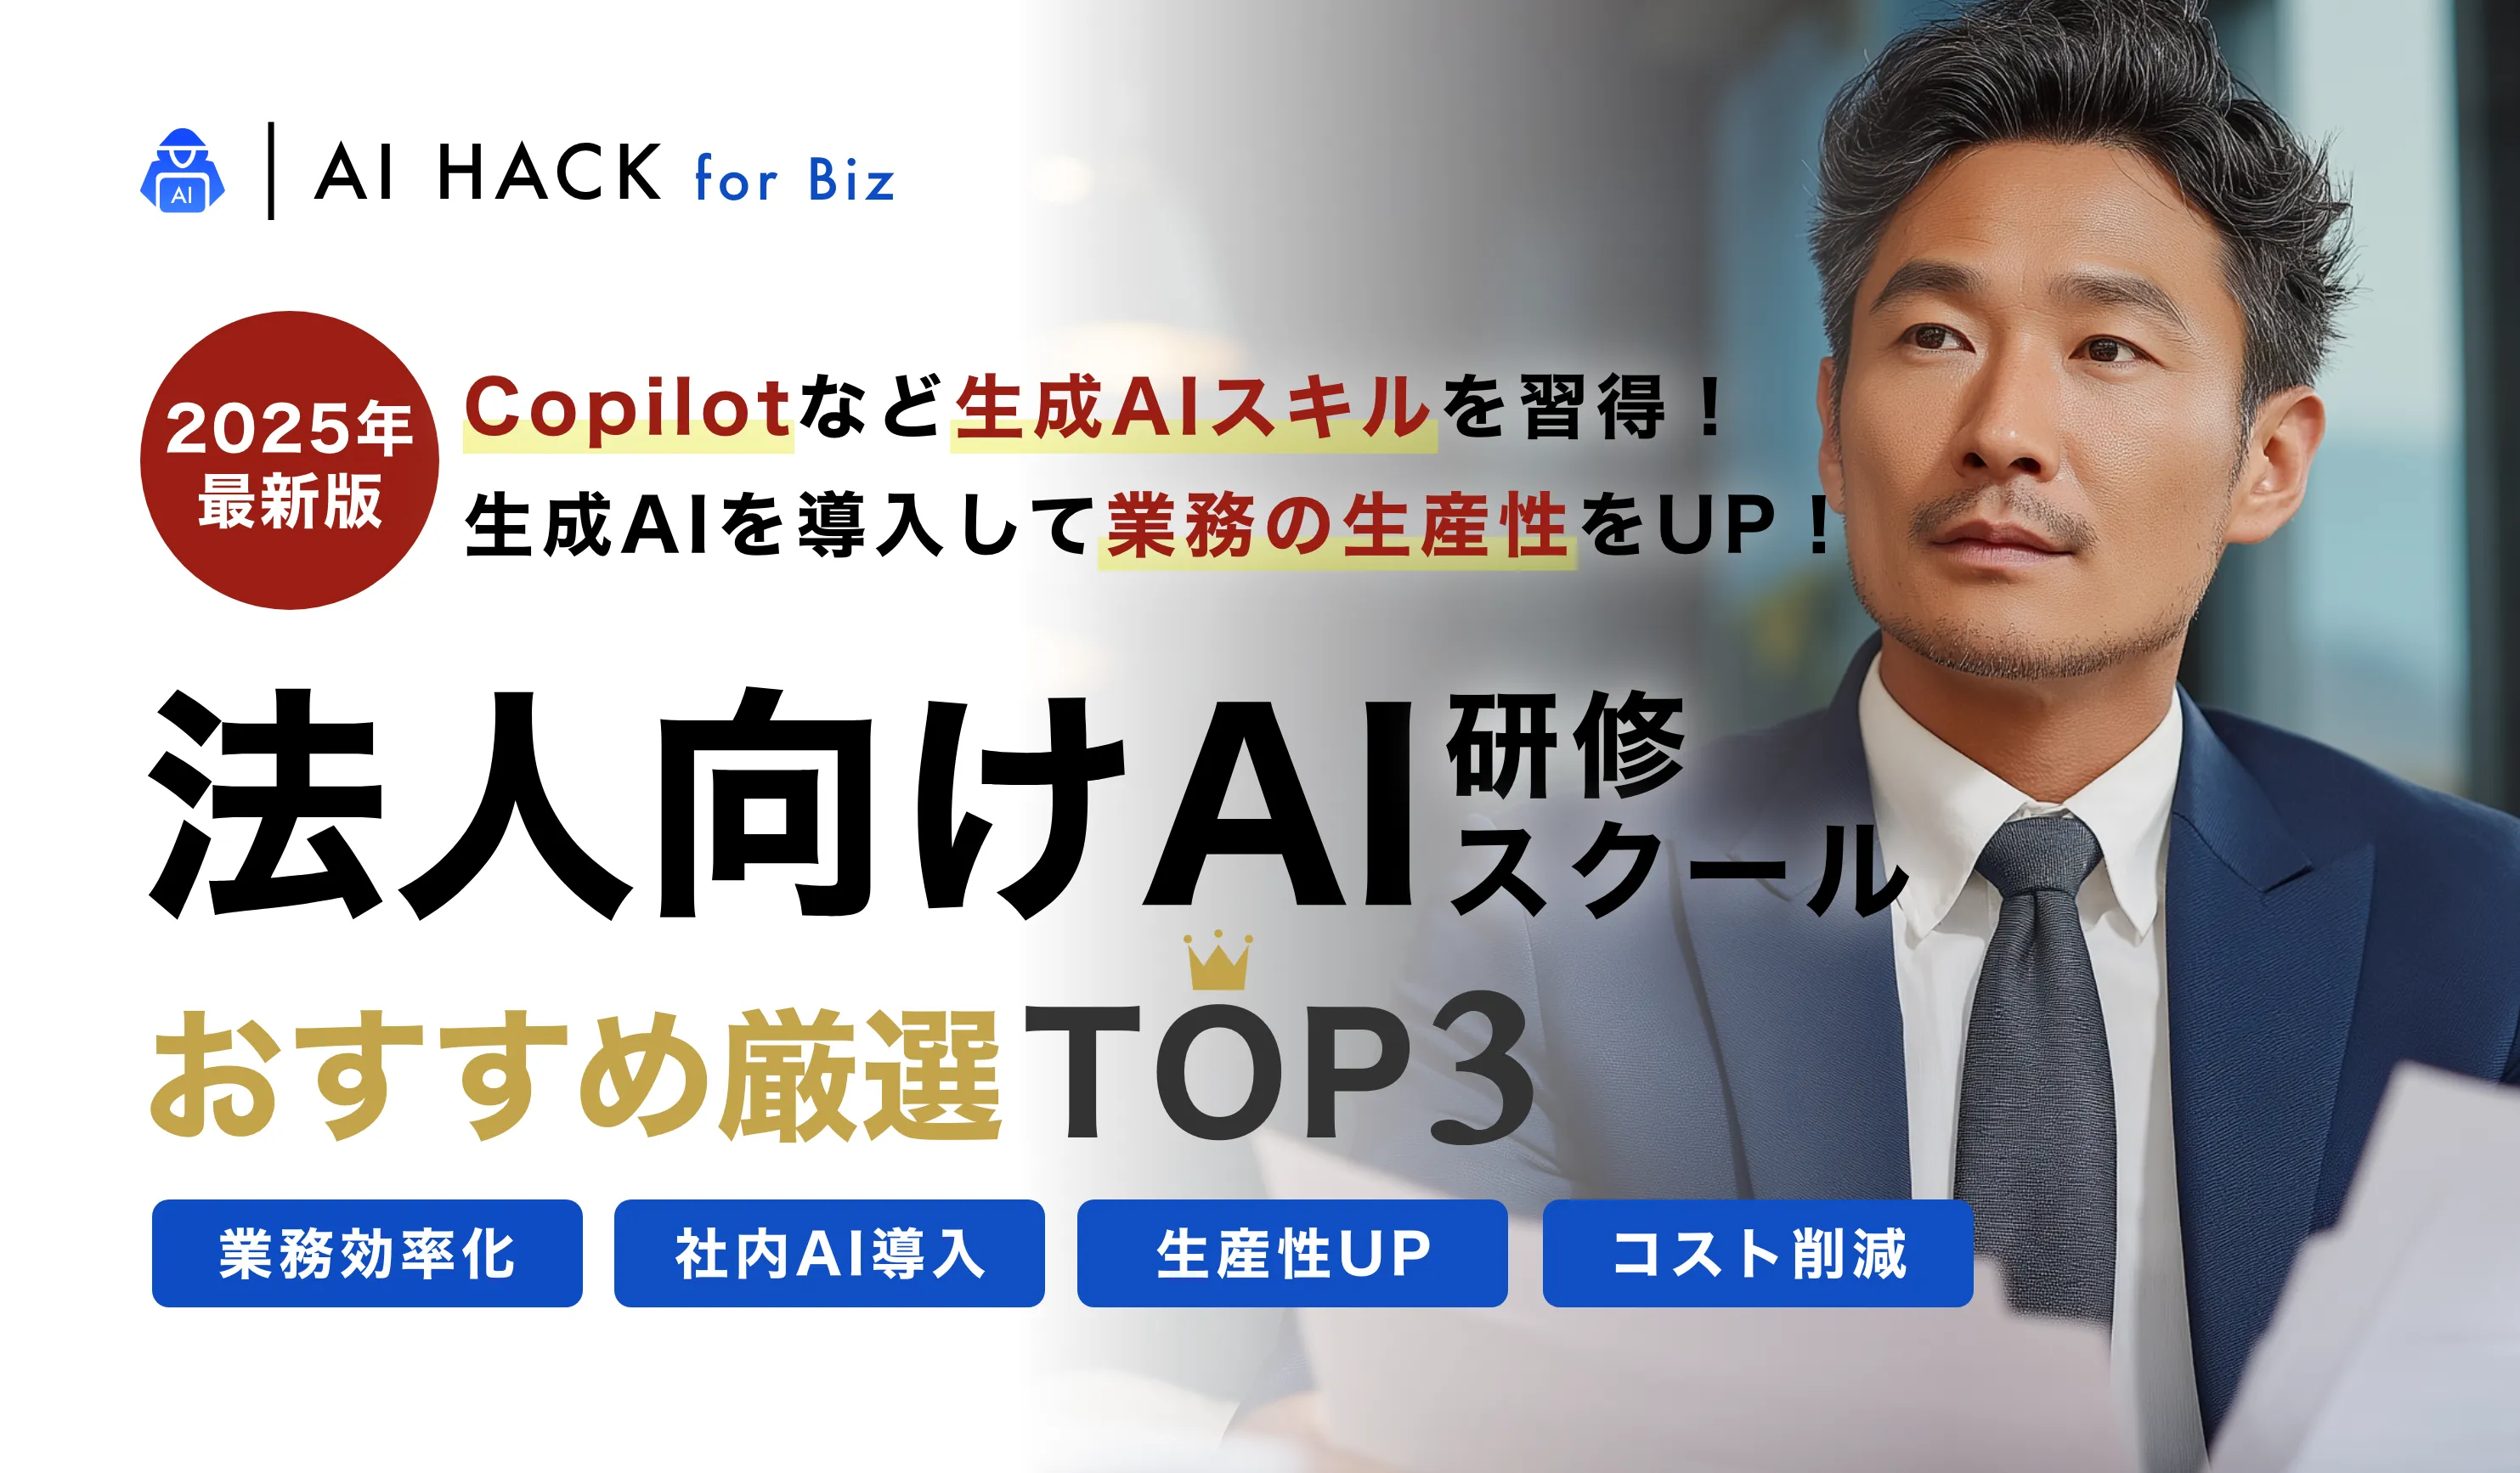 AI
AI HACK for Biz
2025年
最新版
Copilotなど生成AIスキルを習得！
生成AIを導入して業務の生産性をUP！
法人向けAI研修
スクール
おすすめ厳選TOP3
業務効率化
社内AI導入
生産性UP
コスト削減